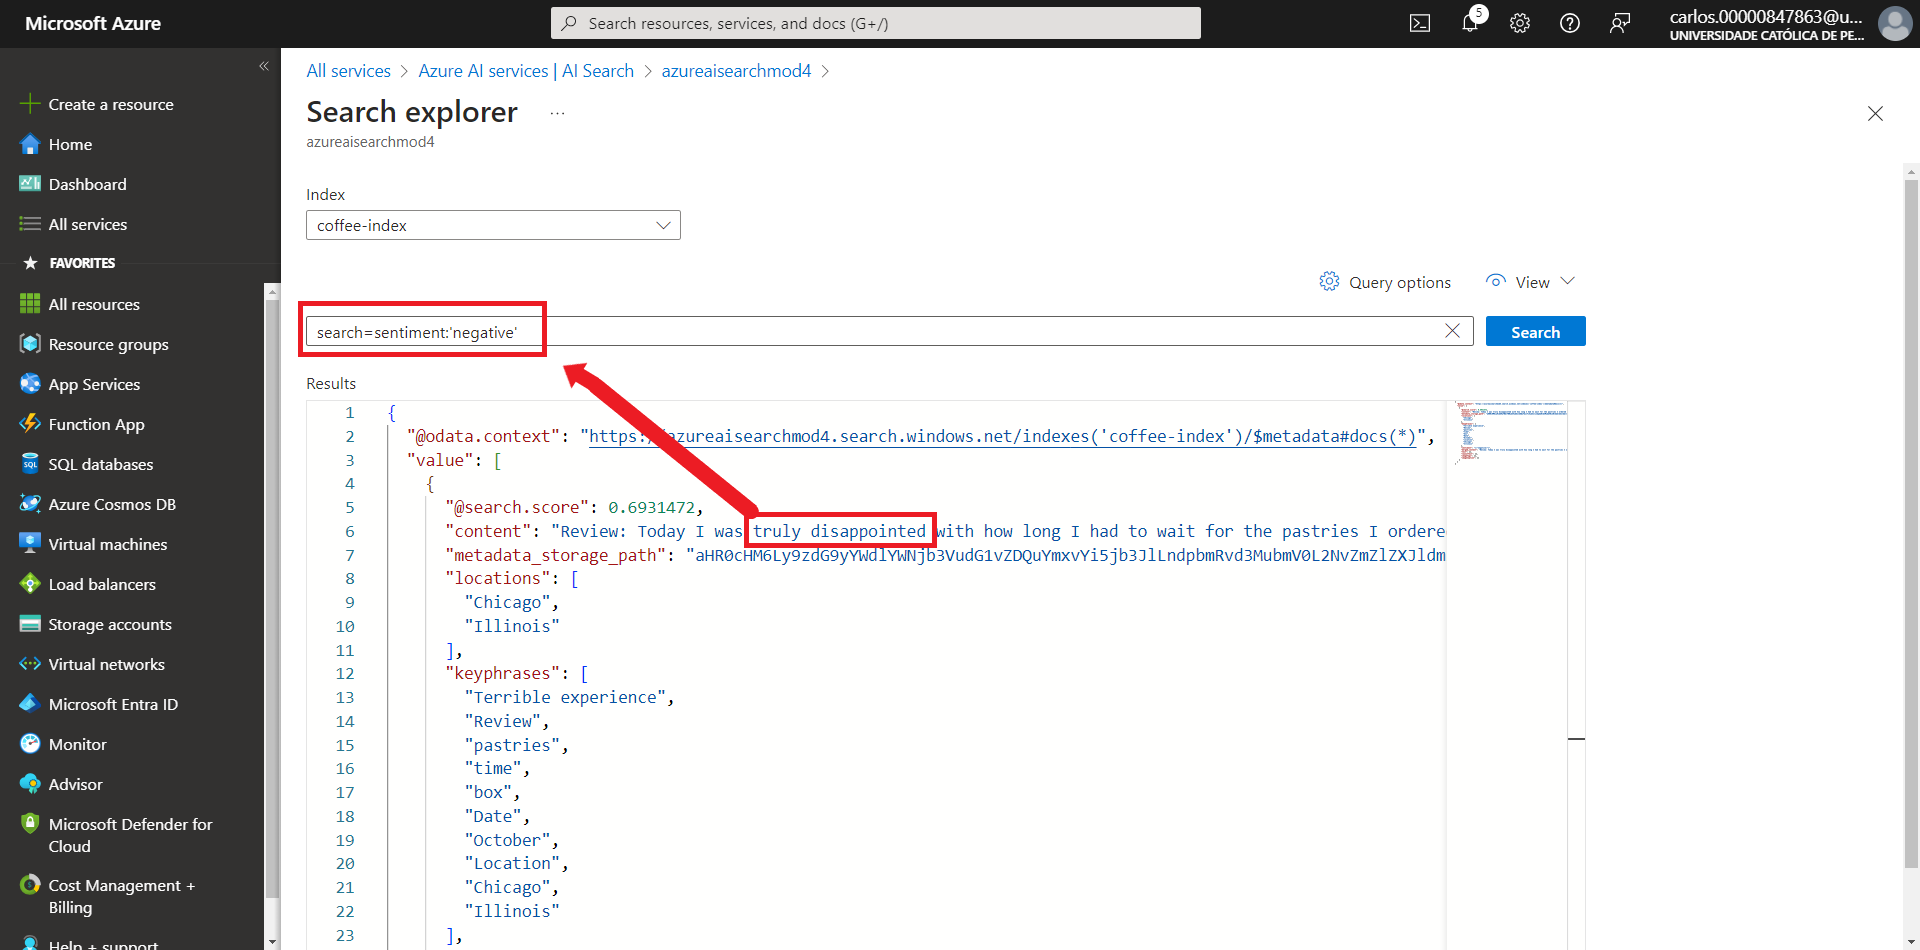 Microsoft Azure
Search resources, services, and docs (G+/)
5
carlos.00000847863@u...
UNIVERSIDADE CATÓLICA DE PE...
Create a resource
Home
Dashboard
All services
FAVORITES
All resources
Resource groups
App Services
Function App
SQL databases
Azure Cosmos DB
Virtual machines
Load balancers
Storage accounts
Virtual networks
Microsoft Entra ID
Monitor
Advisor
Microsoft Defender for
Cloud
Cost Management +
Billing
Help + support
All services > Azure AI services | AI Search > azureaisearchmod4 >
Search explorer ...
azureaisearchmod4
Index
coffee-index
Query options
View
search=sentiment:'negative'
Search
Results
1 {
2 "@odata.context": "https://azureaisearchmod4.search.windows.net/indexes('coffee-index')/$metadata#docs(*)",
3 "value": [
4 {
5 "@search.score": 0.6931472,
6 "content": "Review: Today I was truly disappointed with how long I had to wait for the pastries I ordere
7 "metadata_storage_path": "aHR0cHM6Ly9zdG9yYWdlYWNjb3VudG1vZDQuYmxvYi5jb3JlLndpbmRvd3MubmV0L2NvZmZlZXJldm
8 "locations": [
9 "Chicago",
10 "Illinois"
11 ],
12 "keyphrases": [
13 "Terrible experience",
14 "Review",
15 "pastries",
16 "time",
17 "box",
18 "Date",
19 "October",
20 "Location",
21 "Chicago",
22 "Illinois"
23 ],